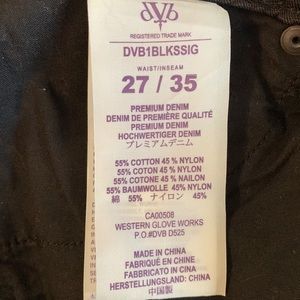 dVb
REGISTERED TRADE MARK
DVB1BLKSSIG
WAIST/INSEAM
27 / 35
PREMIUM DENIM
DENIM DE PREMIÈRE QUALITÉ
PREMIUM DENIM
HOCHWERTIGER DENIM
プレミアムデニム
55% COTTON 45 % NYLON
55% COTON 45 % NYLON
55% COTONE 45 % NAILON
55% BAUMWOLLE 45% NYLON
綿 55% ナイロン 45%
CA00508
WESTERN GLOVE WORKS
P.O.#DVB D525
MADE IN CHINA
FABRIQUÉ EN CHINE
FABBRICATO IN CINA
HERSTELLUNGSLAND: CHINA
中国製